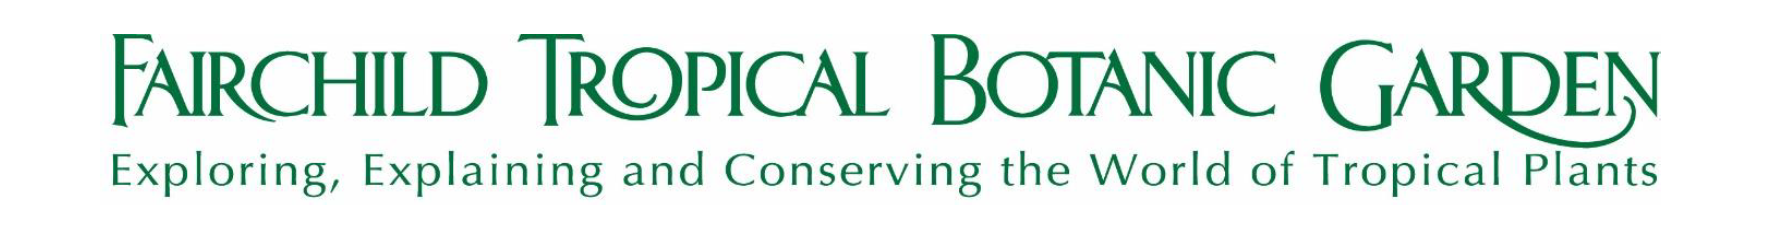 FAIRCHILD TROPICAL BOTANIC GARDEN
Exploring, Explaining and Conserving the World of Tropical Plants